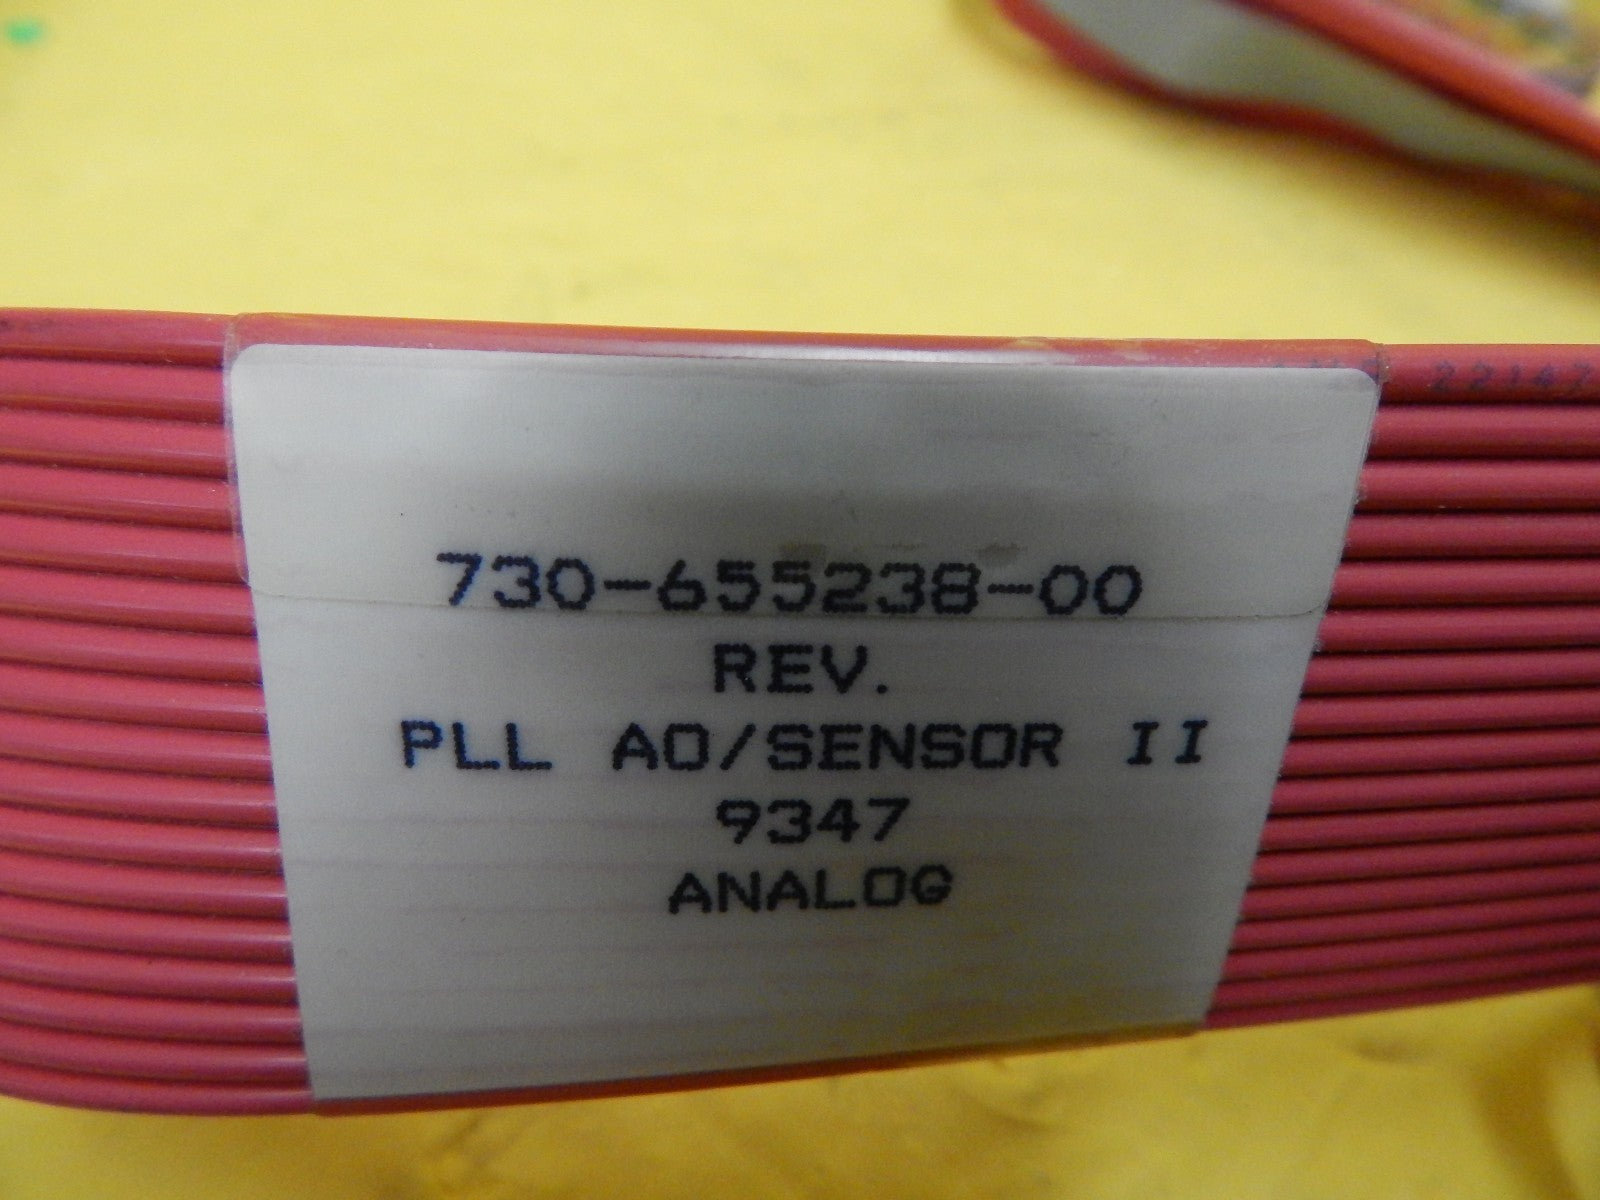 730-655238-00
REV.
PLL AO/SENSOR II
9347
ANALOG